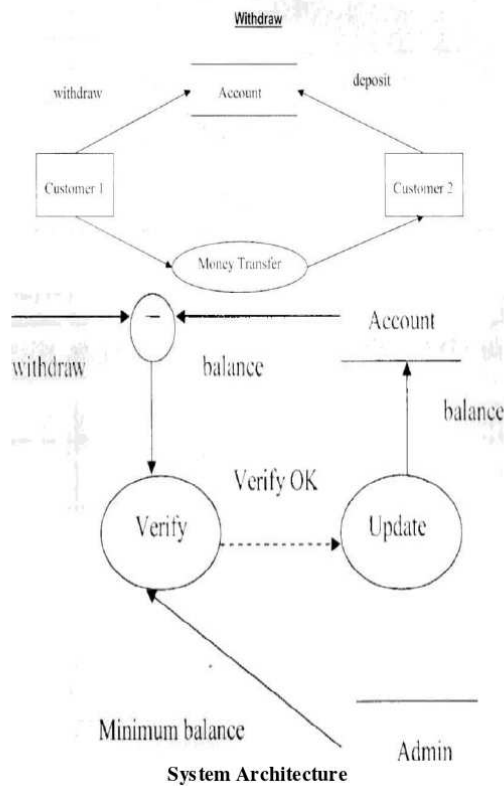 Withdraw
withdraw
Account
deposit
Customer 1
Customer 2
Money Transfer
Account
withdraw
balance
balance
Verify OK
Verify
Update
Minimum balance
Admin
System Architecture